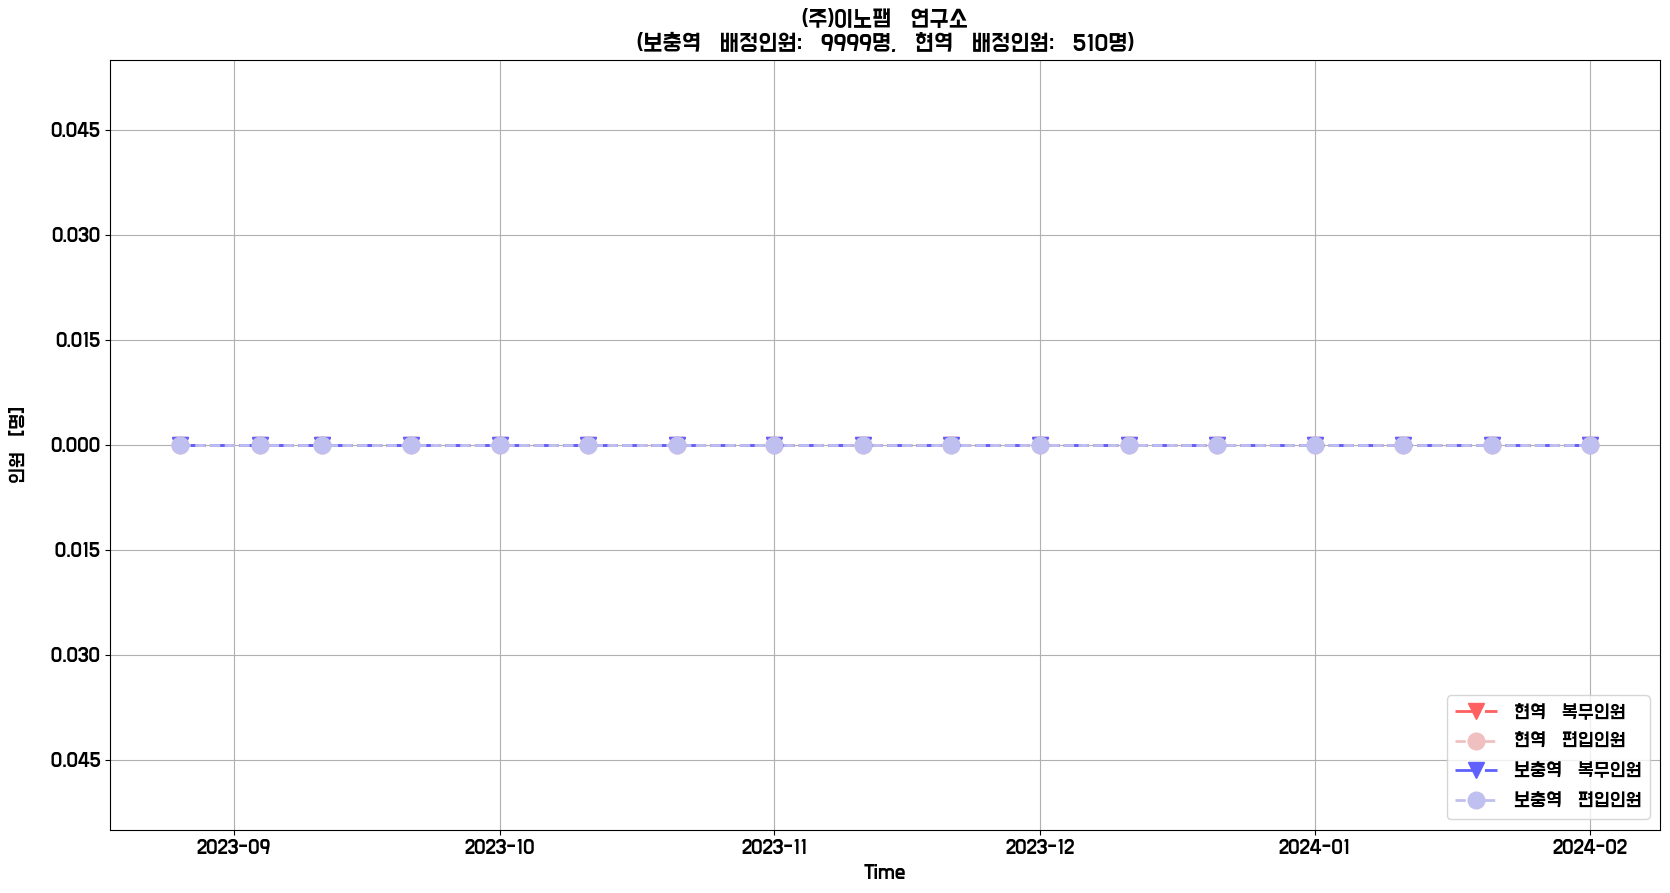 (주)이노팸 연구소
(보충역 배정인원: 9999명, 현역 배정인원: 510명)
인원 [명]
0.045
0.030
0.015
0.000
0.015
0.030
0.045
현역 복무인원
현역 편입인원
보충역 복무인원
보충역 편입인원
2023-09 2023-10 2023-11 2023-12 2024-01 2024-02
Time